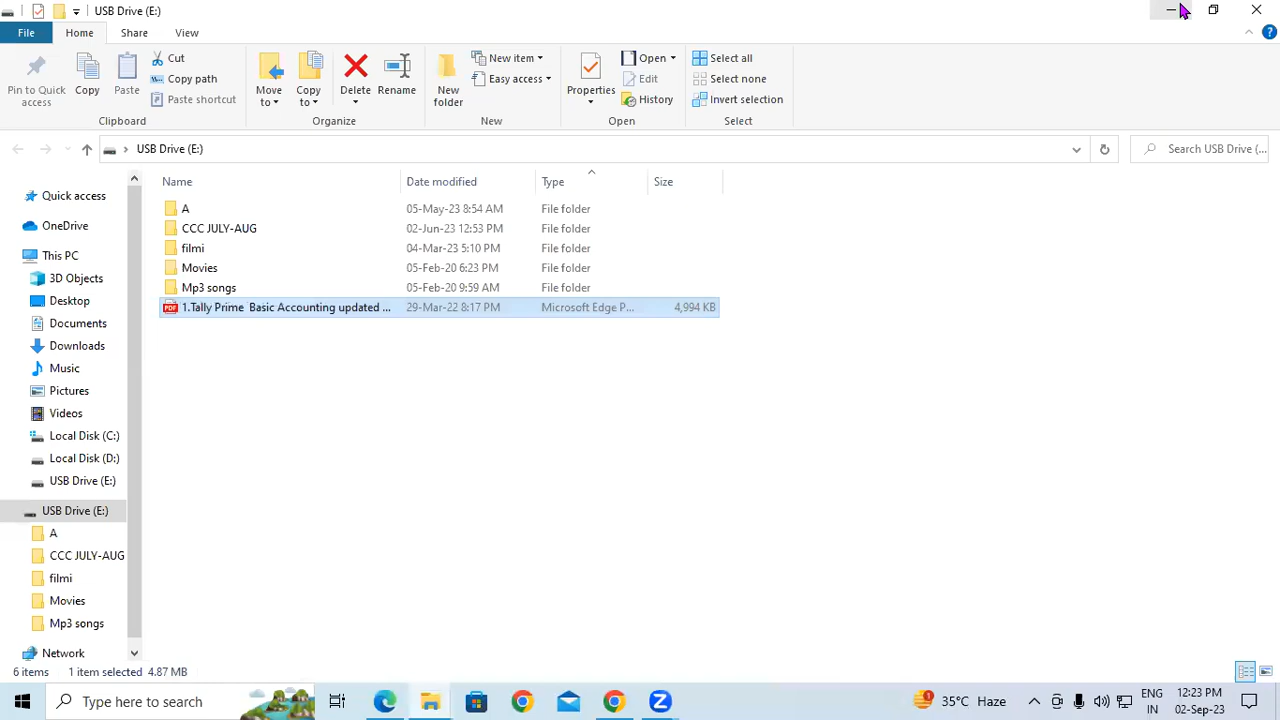 USB Drive (E:)
File Home Share View
Pin to Quick access
Copy
Paste
Cut
Copy path
Paste shortcut
Clipboard
Move to
Copy to
Delete
Rename
Organize
New folder
New item
Easy access
New
Properties
Open
Edit
History
Open
Select all
Select none
Invert selection
Select
USB Drive (E:)
Search USB Drive (...
Name Date modified Type Size
A 05-May-23 8:54 AM File folder
CCC JULY-AUG 02-Jun-23 12:53 PM File folder
filmi 04-Mar-23 5:10 PM File folder
Movies 05-Feb-20 6:23 PM File folder
Mp3 songs 05-Feb-20 9:59 AM File folder
PDF 1.Tally Prime Basic Accounting updated ... 29-Mar-22 8:17 PM Microsoft Edge P... 4,994 KB
Quick access
OneDrive
This PC
3D Objects
Desktop
Documents
Downloads
Music
Pictures
Videos
Local Disk (C:)
Local Disk (D:)
USB Drive (E:)
USB Drive (E:)
A
CCC JULY-AUG
filmi
Movies
Mp3 songs
Network
6 items 1 item selected 4.87 MB
Type here to search
35°C Haze
ENG
IN
12:23 PM
02-Sep-23